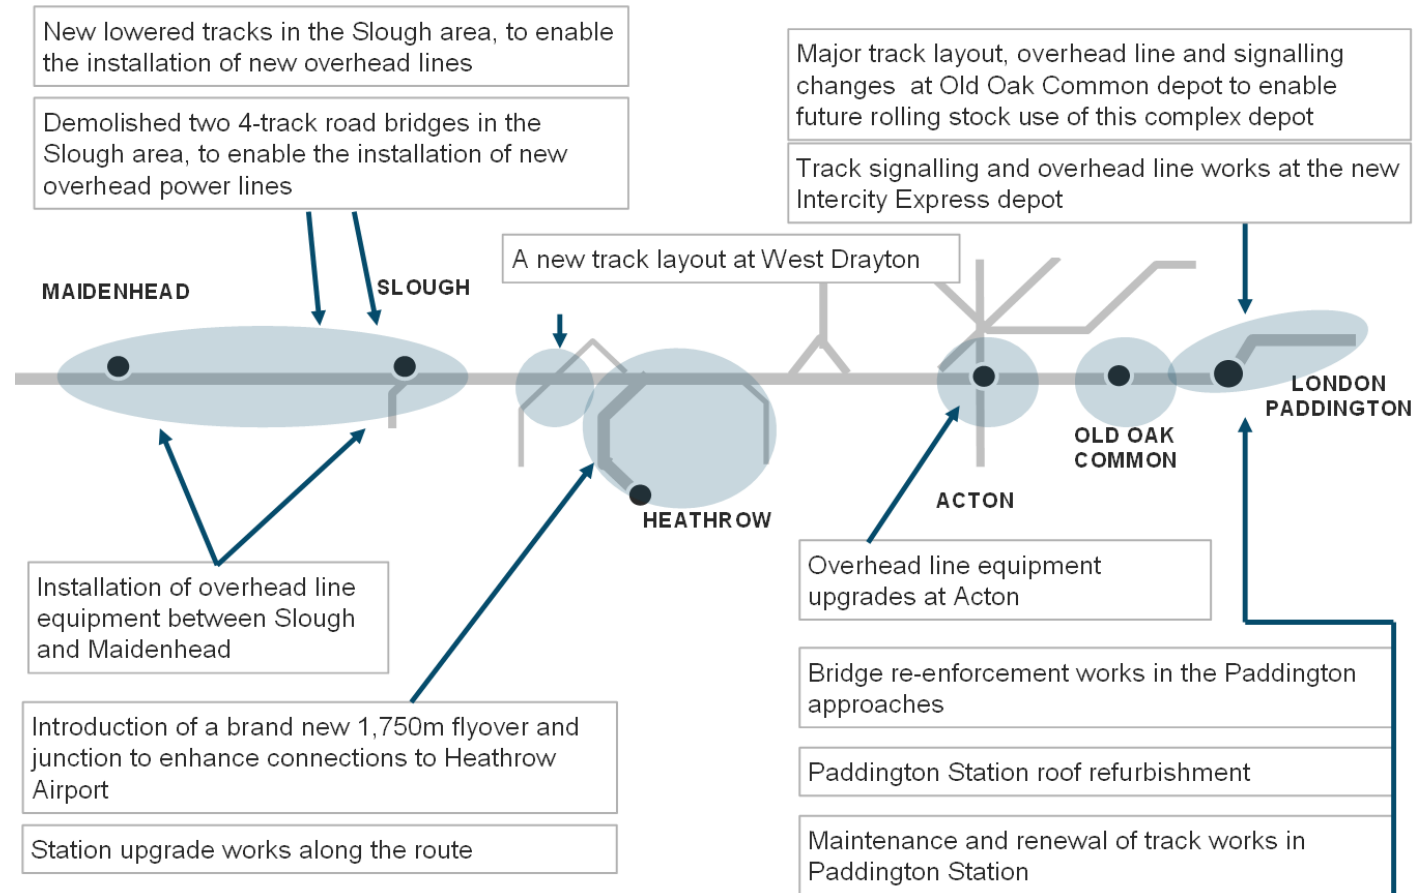 New lowered tracks in the Slough area, to enable
the installation of new overhead lines
Demolished two 4-track road bridges in the
Slough area, to enable the installation of new
overhead power lines
Major track layout, overhead line and signalling
changes  at Old Oak Common depot to enable
future rolling stock use of this complex depot
Track signalling and overhead line works at the new
Intercity Express depot
A new track layout at West Drayton
MAIDENHEAD
SLOUGH
LONDON
PADDINGTON
OLD OAK
COMMON
ACTON
HEATHROW
Installation of overhead line
equipment between Slough
and Maidenhead
Introduction of a brand new 1,750m flyover and
junction to enhance connections to Heathrow
Airport
Station upgrade works along the route
Overhead line equipment
upgrades at Acton
Bridge re-enforcement works in the Paddington
approaches
Paddington Station roof refurbishment
Maintenance and renewal of track works in
Paddington Station